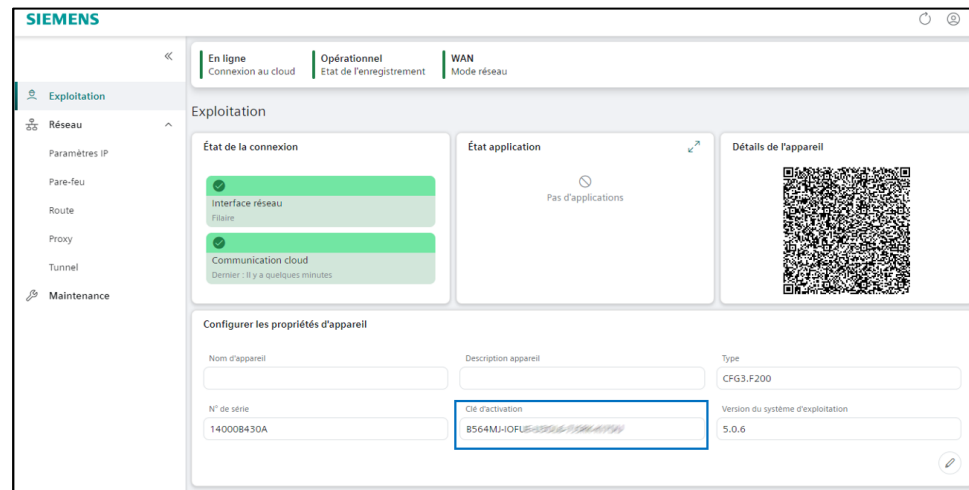 SIEMENS
En ligne
Connexion au cloud
Opérationnel
Etat de l'enregistrement
WAN
Mode réseau
Exploitation
Réseau
Paramètres IP
Pare-feu
Route
Proxy
Tunnel
Maintenance
Exploitation
État de la connexion
Interface réseau
Filaire
Communication cloud
Dernier : Il y a quelques minutes
État application
Pas d'applications
Détails de l'appareil
Configurer les propriétés d'appareil
Nom d'appareil
Description appareil
Type
CFG3.F200
N° de série
14000B430A
Clé d'activation
B564MJ-IOFU
Version du système d'exploitation
5.0.6